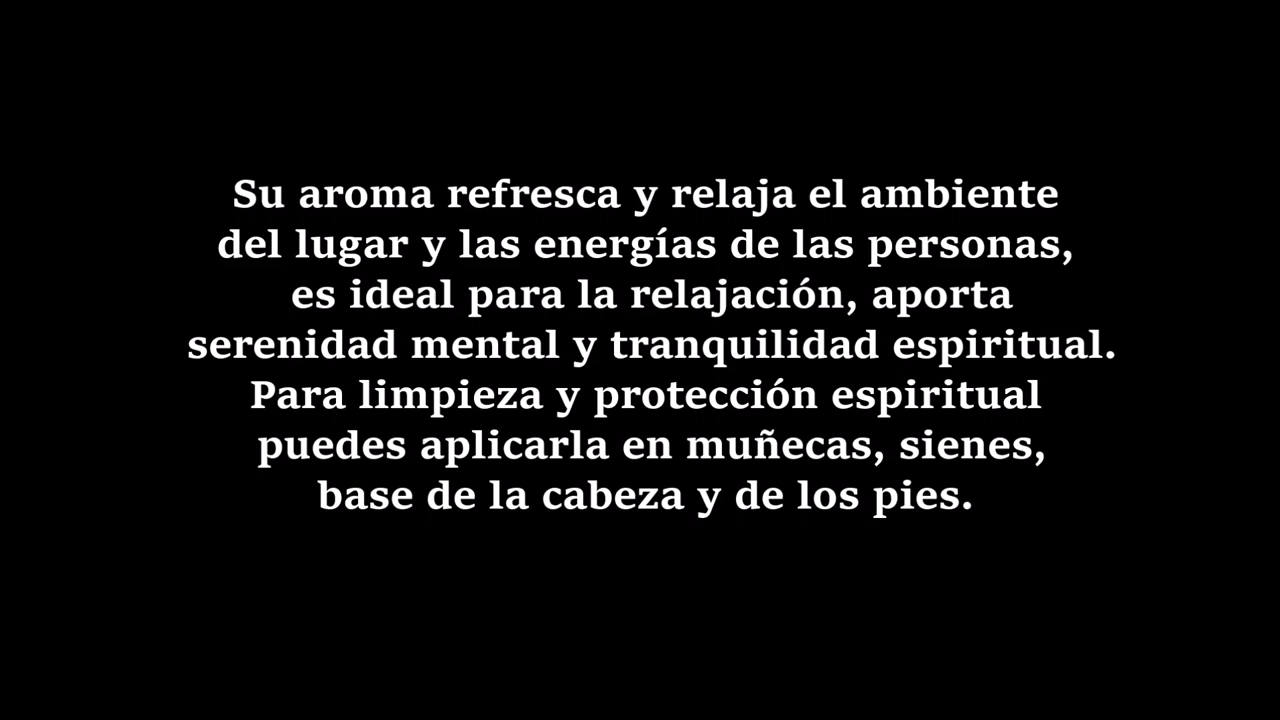 Su aroma refresca y relaja el ambiente
del lugar y las energías de las personas,
es ideal para la relajación, aporta
serenidad mental y tranquilidad espiritual.
Para limpieza y protección espiritual
puedes aplicarla en muñecas, sienes,
base de la cabeza y de los pies.